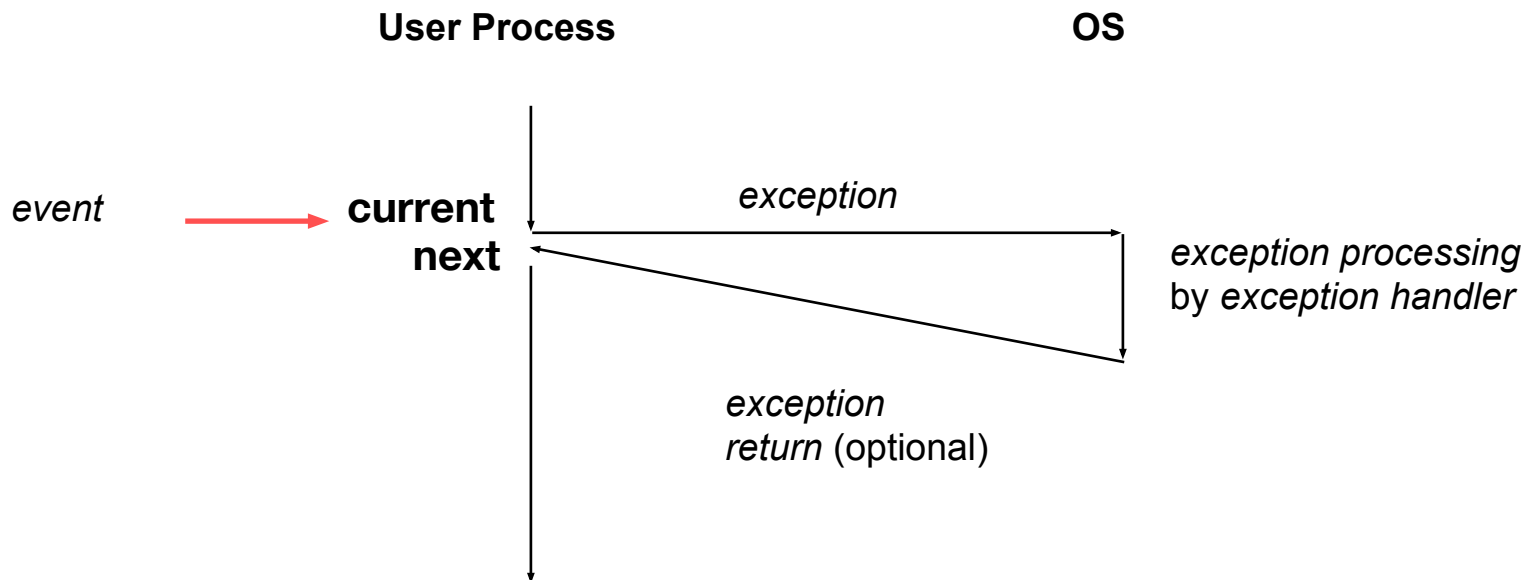 User Process
OS
event
current
next
exception
exception processing
by exception handler
exception
return (optional)